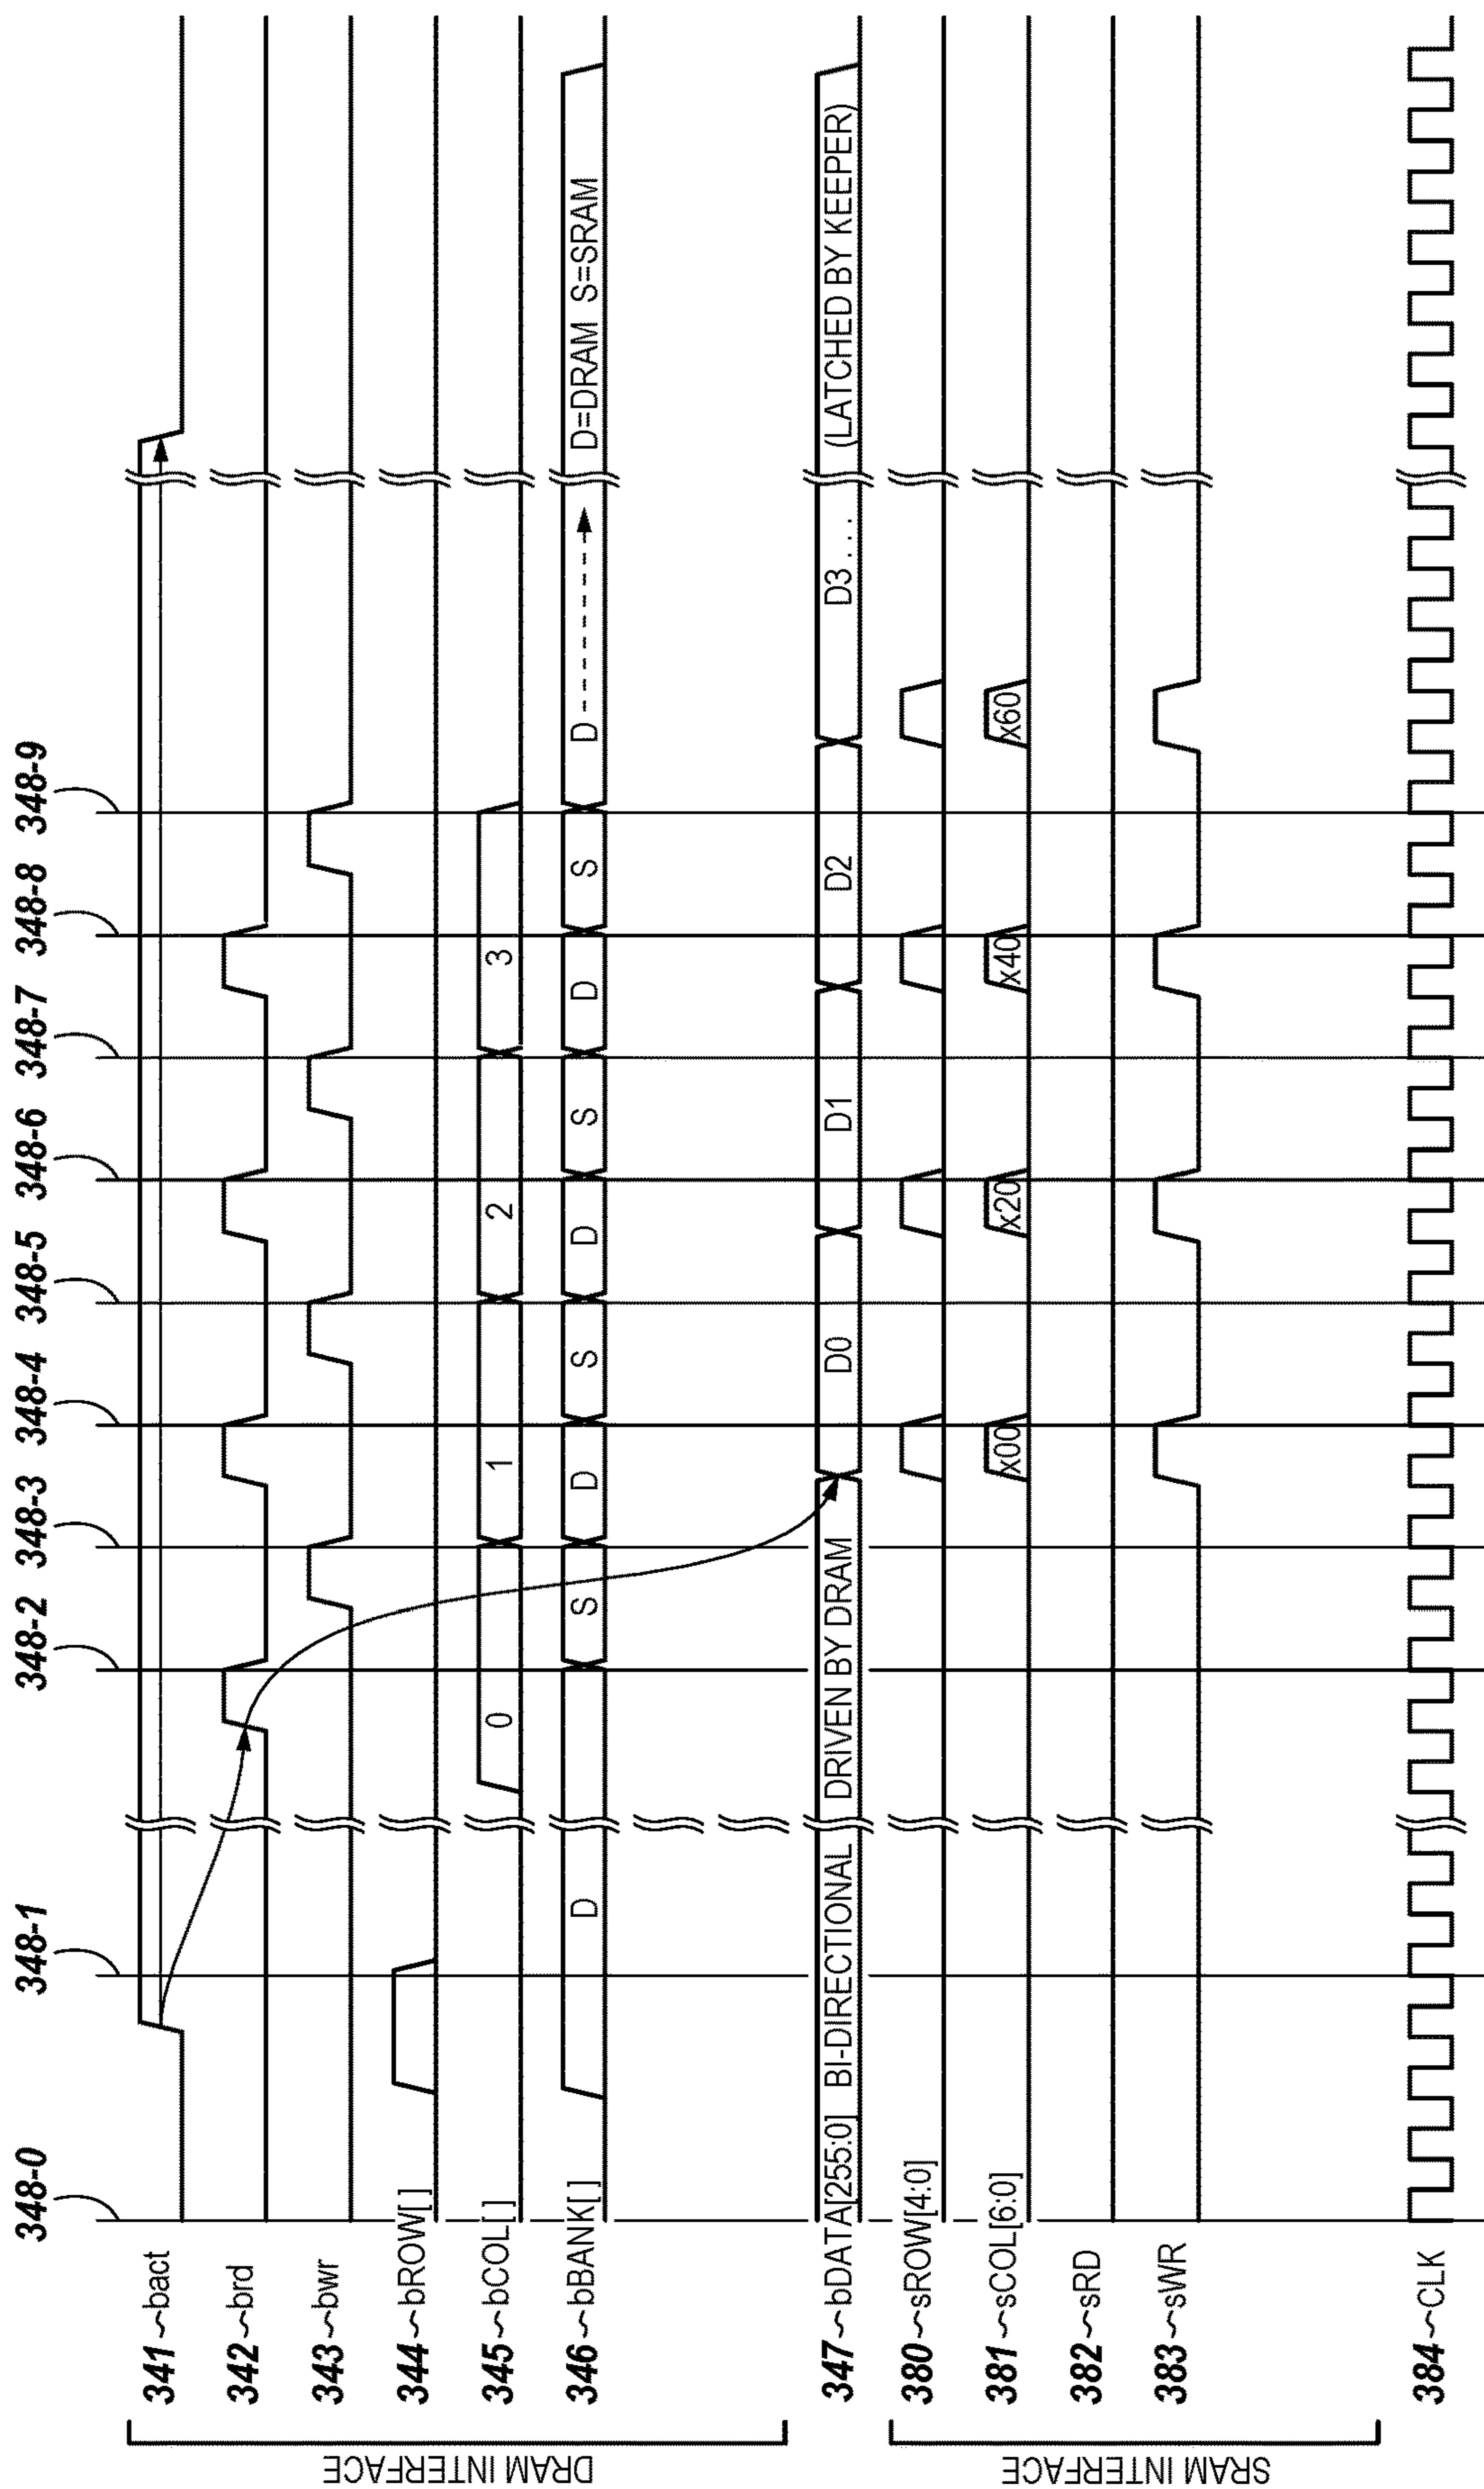 348-0 348-1 348-2 348-3 348-4 348-5 348-6 348-7 348-8 348-9
DRAM INTERFACE
341~bact
342~brd
343~bwr
344~bROW[ ]
345~bCOL[ ] 0 1 2 3
346~bBANK[ ] D S D S D S D S D D=DRAM S=SRAM
347~bDATA[255:0] BI-DIRECTIONAL DRIVEN BY DRAM D0 D1 D2 D3 . . . (LATCHED BY KEEPER)
SRAM INTERFACE
380~sROW[4:0]
381~sCOL[6:0] x00 x20 x40 x60
382~sRD
383~sWR
384~CLK